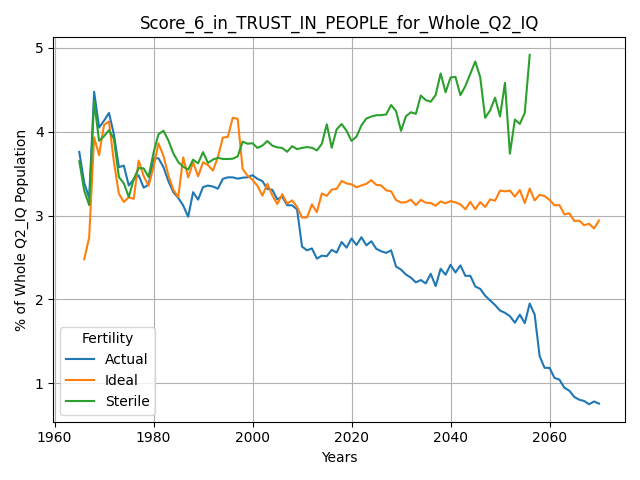 Score_6_in_TRUST_IN_PEOPLE_for_Whole_Q2_IQ
5
4
3
2
1
% of Whole Q2_IQ Population
Fertility
Actual
Ideal
Sterile
1960 1980 2000 2020 2040 2060
Years